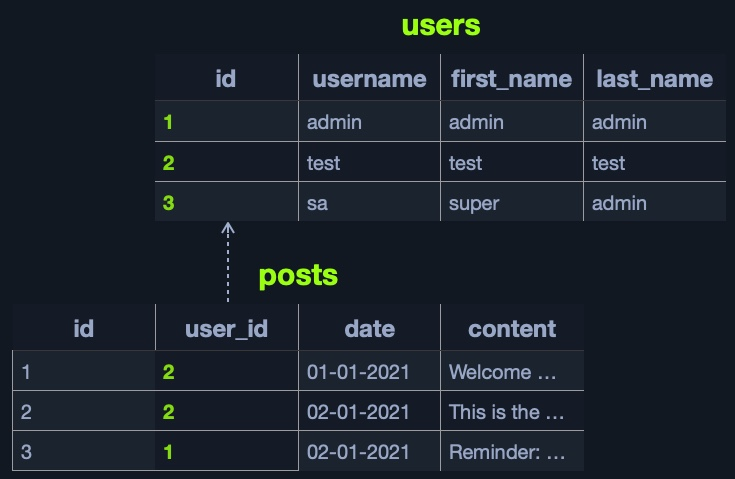 users
id username first_name last_name
1 admin admin admin
2 test test test
3 sa super admin
posts
id user_id date content
1 2 01-01-2021 Welcome ...
2 2 02-01-2021 This is the ...
3 1 02-01-2021 Reminder: ...